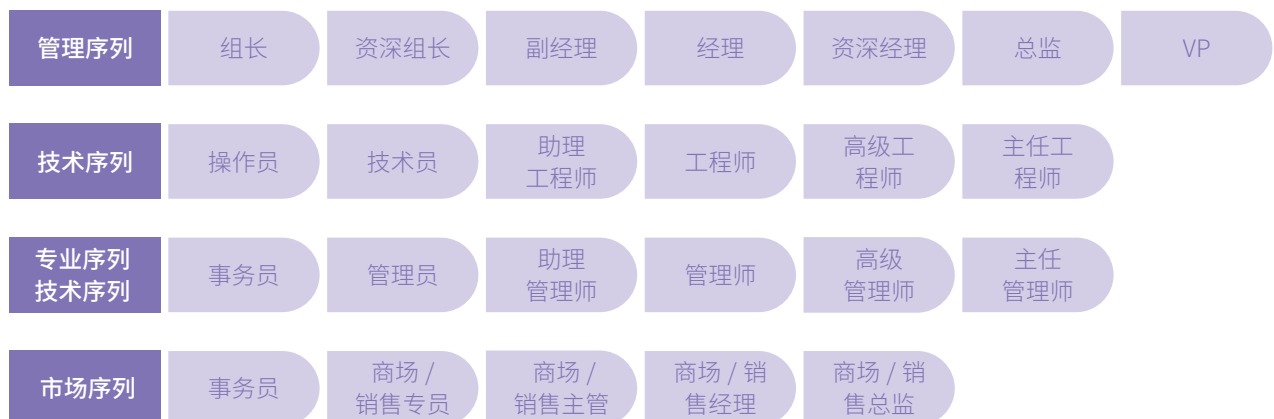 管理序列
组长
资深组长
副经理
经理
资深经理
总监
VP
技术序列
操作员
技术员
助理
工程师
工程师
高级工
程师
主任工
程师
专业序列
技术序列
事务员
管理员
助理
管理师
管理师
高级
管理师
主任
管理师
市场序列
事务员
商场 /
销售专员
商场 /
销售主管
商场 / 销
售经理
商场 / 销
售总监